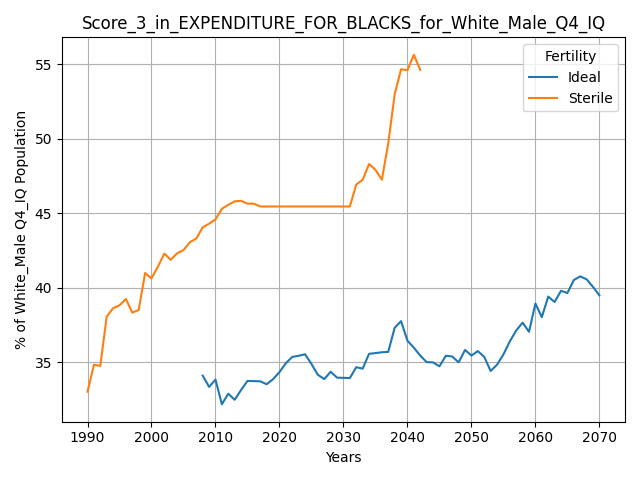 Score_3_in_EXPENDITURE_FOR_BLACKS_for_White_Male_Q4_IQ
Fertility
Ideal
Sterile
% of White_Male Q4_IQ Population
55
50
45
40
35
1990 2000 2010 2020 2030 2040 2050 2060 2070
Years